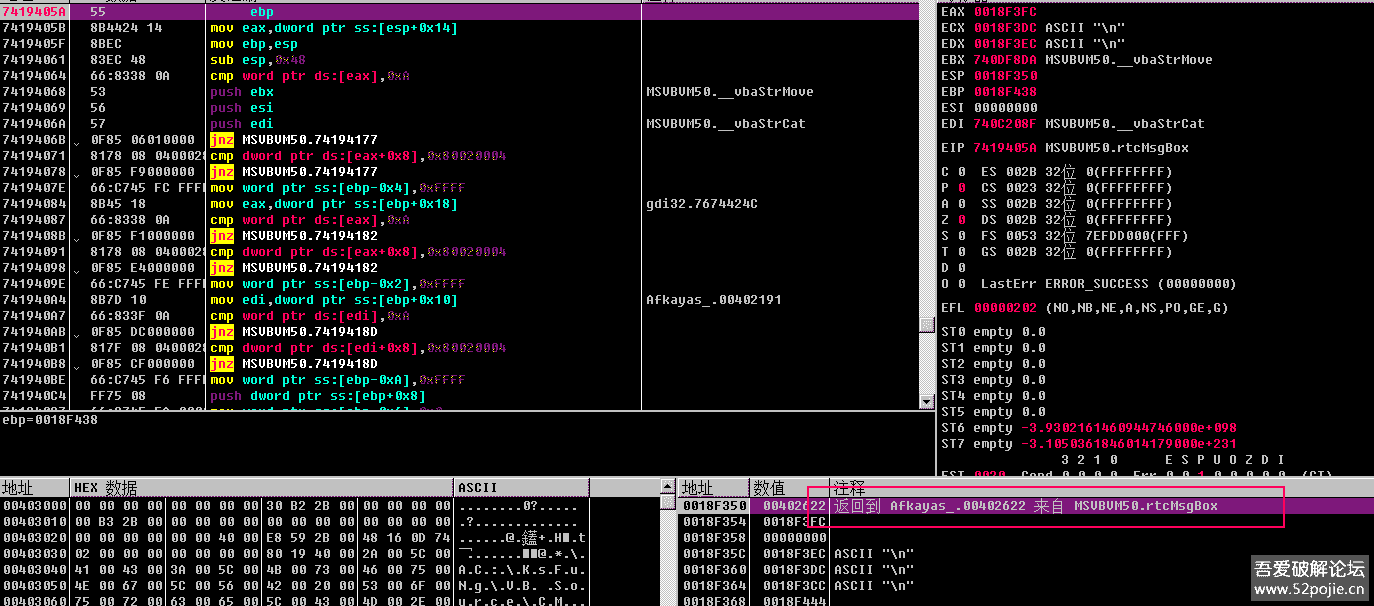 7419405A 55 ebp
7419405B 8B4424 14 mov eax,dword ptr ss:[esp+0x14]
7419405F 8BEC mov ebp,esp
74194061 83EC 48 sub esp,0x48
74194064 66:8338 0A cmp word ptr ds:[eax],0xA
74194068 53 push ebx MSVBVM50.__vbaStrMove
74194069 56 push esi
7419406A 57 push edi MSVBVM50.__vbaStrCat
7419406B 0F85 06010000 jnz MSVBVM50.74194177
74194071 8178 08 0400028 cmp dword ptr ds:[eax+0x8],0x80020004
74194078 0F85 F9000000 jnz MSVBVM50.74194177
7419407E 66:C745 FC FFFF mov word ptr ss:[ebp-0x4],0xFFFF
74194084 8B45 18 mov eax,dword ptr ss:[ebp+0x18] gdi32.7674424C
74194087 66:8338 0A cmp word ptr ds:[eax],0xA
7419408B 0F85 F1000000 jnz MSVBVM50.74194182
74194091 8178 08 0400028 cmp dword ptr ds:[eax+0x8],0x80020004
74194098 0F85 E4000000 jnz MSVBVM50.74194182
7419409E 66:C745 FE FFFF mov word ptr ss:[ebp-0x2],0xFFFF
741940A4 8B7D 10 mov edi,dword ptr ss:[ebp+0x10] Afkayas_.00402191
741940A7 66:833F 0A cmp word ptr ds:[edi],0xA
741940AB 0F85 DC000000 jnz MSVBVM50.7419418D
741940B1 817F 08 0400028 cmp dword ptr ds:[edi+0x8],0x80020004
741940B8 0F85 CF000000 jnz MSVBVM50.7419418D
741940BE 66:C745 F6 FFFF mov word ptr ss:[ebp-0xA],0xFFFF
741940C4 FF75 08 push dword ptr ss:[ebp+0x8]
ebp=0018F438
EAX 0018F3FC
ECX 0018F3DC ASCII "\n"
EDX 0018F3EC ASCII "\n"
EBX 740DF8DA MSVBVM50.__vbaStrMove
ESP 0018F350
EBP 0018F438
ESI 00000000
EDI 740C208F MSVBVM50.__vbaStrCat
EIP 7419405A MSVBVM50.rtcMsgBox
C 0 ES 002B 32位 0(FFFFFFFF)
P 0 CS 0023 32位 0(FFFFFFFF)
A 0 SS 002B 32位 0(FFFFFFFF)
Z 0 DS 002B 32位 0(FFFFFFFF)
S 0 FS 0053 32位 7EFDD000(FFF)
T 0 GS 002B 32位 0(FFFFFFFF)
D 0
O 0 LastErr ERROR_SUCCESS (00000000)
EFL 00000202 (NO,NB,NE,A,NS,PO,GE,G)
ST0 empty 0.0
ST1 empty 0.0
ST2 empty 0.0
ST3 empty 0.0
ST4 empty 0.0
ST5 empty 0.0
ST6 empty -3.9302161460944746000e+098
ST7 empty -3.1050361846014179000e+231
3 2 1 0 E S P U O Z D I
地址 HEX 数据 ASCII
00403000 00 00 00 00 00 00 00 00 30 B2 2B 00 00 00 00 00 ........0?.....
00403010 00 B3 2B 00 00 00 00 00 00 00 00 00 00 00 00 00 .?.............
00403020 00 00 00 00 00 00 40 00 E8 59 2B 00 48 16 0D 74
00403030 02 00 00 00 00 00 00 00 80 19 40 00 2A 00 5C 00
00403040 41 00 43 00 3A 00 5C 00 4B 00 73 00 46 00 75 00 A.C.:.\.K.s.F.u.
00403050 4E 00 67 00 5C 00 56 00 42 00 20 00 53 00 6F 00 N.g.\.V.B. .S.o.
00403060 75 00 72 00 63 00 65 00 5C 00 43 00 4D 00 2E 00
地址 数值 注释
0018F350 00402622 返回到 Afkayas_.00402622 来自 MSVBVM50.rtcMsgBox
0018F354 0018F3FC
0018F358 00000000
0018F35C 0018F3EC ASCII "\n"
0018F360 0018F3DC ASCII "\n"
0018F364 0018F3CC ASCII "\n"
0018F368 0018F444
吾爱破解论坛
www.52pojie.cn